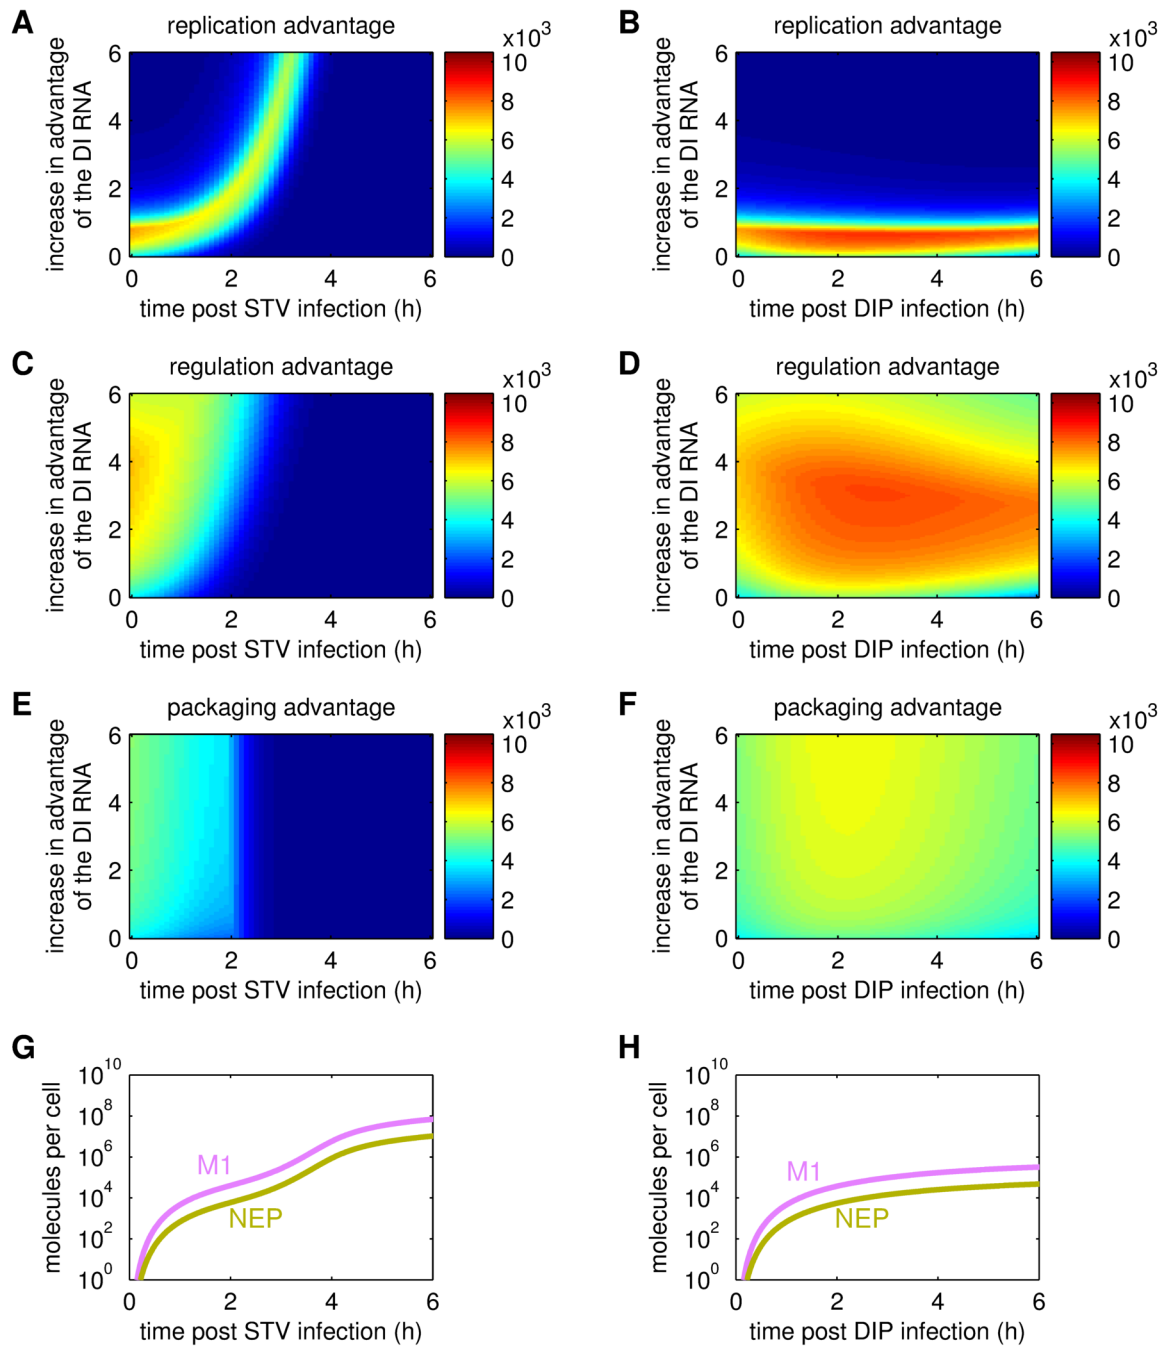 A
replication advantage
x10³
increase in advantage
of the DI RNA
6
4
2
0
0 2 4 6
time post STV infection (h)
10
8
6
4
2
0
B
replication advantage
x10³
increase in advantage
of the DI RNA
6
4
2
0
0 2 4 6
time post DIP infection (h)
10
8
6
4
2
0
C
regulation advantage
x10³
increase in advantage
of the DI RNA
6
4
2
0
0 2 4 6
time post STV infection (h)
10
8
6
4
2
0
D
regulation advantage
x10³
increase in advantage
of the DI RNA
6
4
2
0
0 2 4 6
time post DIP infection (h)
10
8
6
4
2
0
E
packaging advantage
x10³
increase in advantage
of the DI RNA
6
4
2
0
0 2 4 6
time post STV infection (h)
10
8
6
4
2
0
F
packaging advantage
x10³
increase in advantage
of the DI RNA
6
4
2
0
0 2 4 6
time post DIP infection (h)
10
8
6
4
2
0
G
molecules per cell
10¹⁰
10⁸
10⁶
10⁴
10²
10⁰
M1
NEP
0 2 4 6
time post STV infection (h)
H
molecules per cell
10¹⁰
10⁸
10⁶
10⁴
10²
10⁰
M1
NEP
0 2 4 6
time post DIP infection (h)